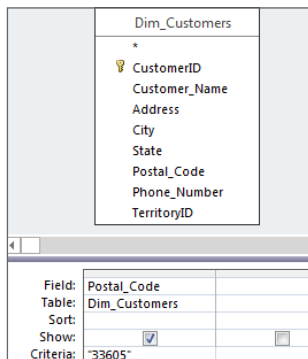 Dim_Customers
*
CustomerID
Customer_Name
Address
City
State
Postal_Code
Phone_Number
TerritoryID
Field: Postal_Code
Table: Dim_Customers
Sort:
Show:
Criteria: "33605"